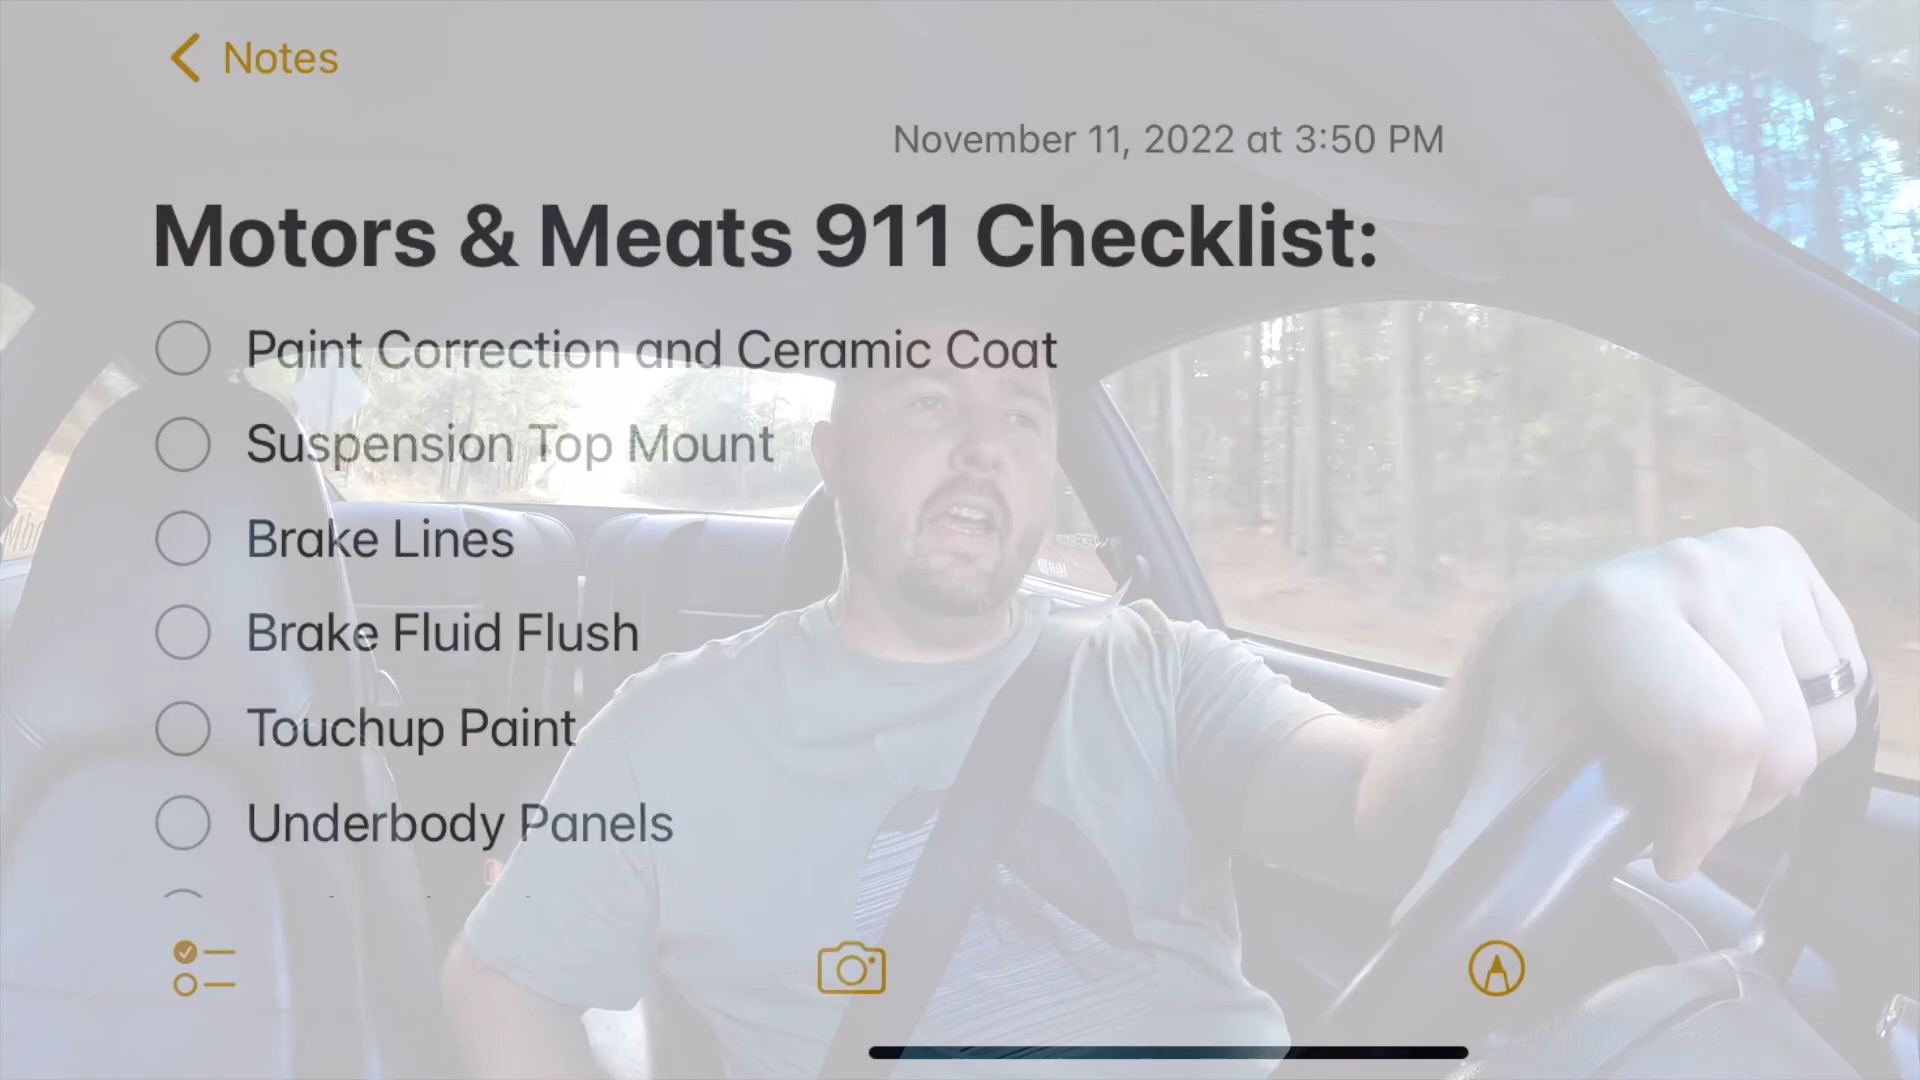 Notes
November 11, 2022 at 3:50 PM
Motors & Meats 911 Checklist:
Paint Correction and Ceramic Coat
Suspension Top Mount
Brake Lines
Brake Fluid Flush
Touchup Paint
Underbody Panels